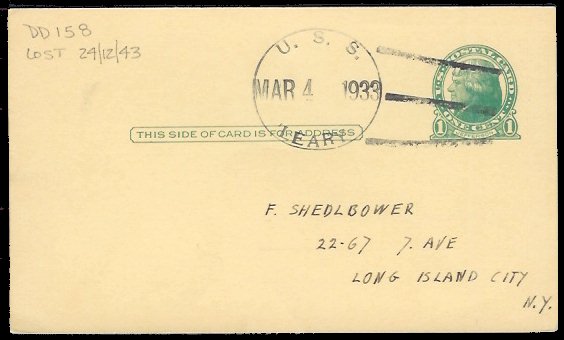 DD158
LOST 24/12/43
U. S. S.
MAR 4 1933
LEARY
U.S. POSTAL CARD
1 ONE CENT 1
THIS SIDE OF CARD IS FOR ADDRESS
F. SHEDLBOWER
22-67 7. AVE
LONG ISLAND CITY
N.Y.